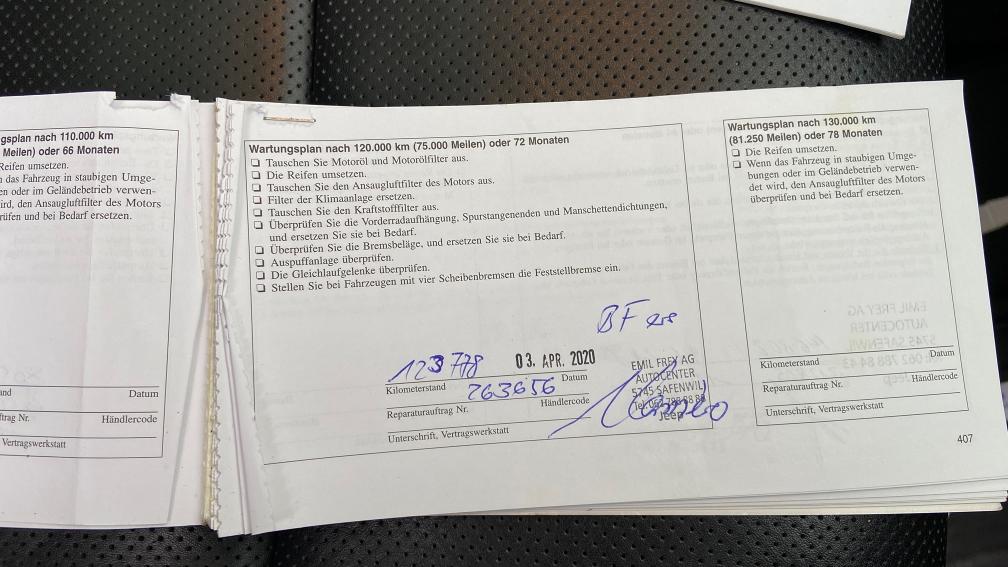 gsplan nach 110.000 km
Meilen) oder 66 Monaten
Reifen umsetzen.
n das Fahrzeug in staubigen Umge-
en oder im Geländebetrieb verwen-
ird, den Ansaugluftfilter des Motors
rüfen und bei Bedarf ersetzen.
and
Datum
ftrag Nr.
Händlercode
Vertragswerkstatt
Wartungsplan nach 120.000 km (75.000 Meilen) oder 72 Monaten
❏ Tauschen Sie Motoröl und Motorölfilter aus.
❏ Die Reifen umsetzen.
❏ Tauschen Sie den Ansaugluftfilter des Motors aus.
❏ Filter der Klimaanlage ersetzen.
❏ Tauschen Sie den Kraftstofffilter aus.
❏ Überprüfen Sie die Vorderradaufhängung, Spurstangenenden und Manschettendichtungen,
und ersetzen Sie sie bei Bedarf.
❏ Überprüfen Sie die Bremsbeläge, und ersetzen Sie sie bei Bedarf.
❏ Auspuffanlage überprüfen.
❏ Die Gleichlaufgelenke überprüfen.
❏ Stellen Sie bei Fahrzeugen mit vier Scheibenbremsen die Feststellbremse ein.
BF
123778
03. APR. 2020
Kilometerstand
Datum
263656
Reparaturauftrag Nr.
Händlercode
Unterschrift, Vertragswerkstatt
EMIL FREY AG
AUTOCENTER
5745 SAFENWIL
Jeep
Wartungsplan nach 130.000 km
(81.250 Meilen) oder 78 Monaten
❏ Die Reifen umsetzen.
❏ Wenn das Fahrzeug in staubigen Umge-
bungen oder im Geländebetrieb verwen-
det wird, den Ansaugluftfilter des Motors
überprüfen und bei Bedarf ersetzen.
Kilometerstand
Datum
Reparaturauftrag Nr.
Händlercode
Unterschrift, Vertragswerkstatt
407